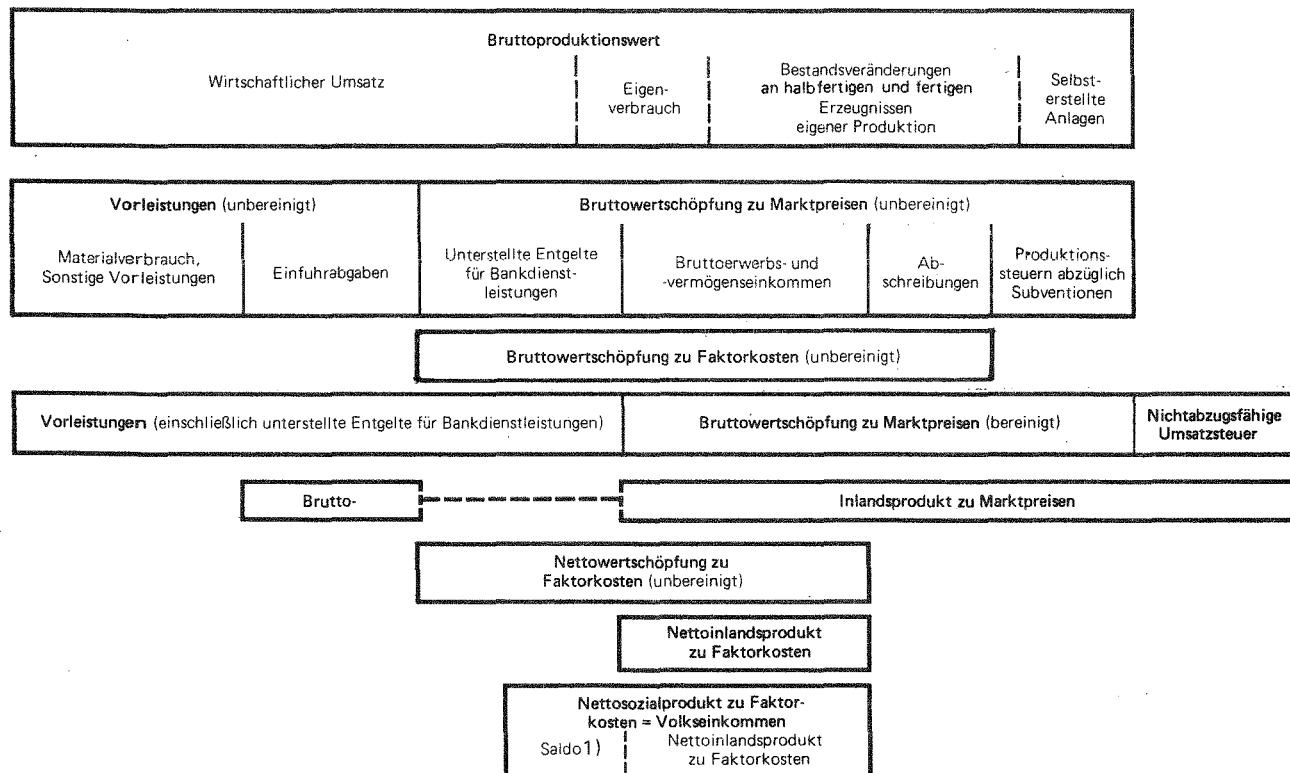 Bruttoproduktionswert
Wirtschaftlicher Umsatz
Eigen-
verbrauch
Bestandsveränderungen
an halbfertigen und fertigen
Erzeugnissen
eigener Produktion
Selbst-
erstellte
Anlagen
Vorleistungen (unbereinigt)
Bruttowertschöpfung zu Marktpreisen (unbereinigt)
Materialverbrauch,
Sonstige Vorleistungen
Einfuhrabgaben
Unterstellte Entgelte
für Bankdienst-
leistungen
Bruttoerwerbs- und
-vermögenseinkommen
Ab-
schreibungen
Produktions-
steuern abzüglich
Subventionen
Bruttowertschöpfung zu Faktorkosten (unbereinigt)
Vorleistungen (einschließlich unterstellte Entgelte für Bankdienstleistungen)
Bruttowertschöpfung zu Marktpreisen (bereinigt)
Nichtabzugsfähige
Umsatzsteuer
Brutto-
Inlandsprodukt zu Marktpreisen
Nettowertschöpfung zu
Faktorkosten (unbereinigt)
Nettoinlandsprodukt
zu Faktorkosten
Nettosozialprodukt zu Faktor-
kosten = Volkseinkommen
Saldo1)
Nettoinlandsprodukt
zu Faktorkosten